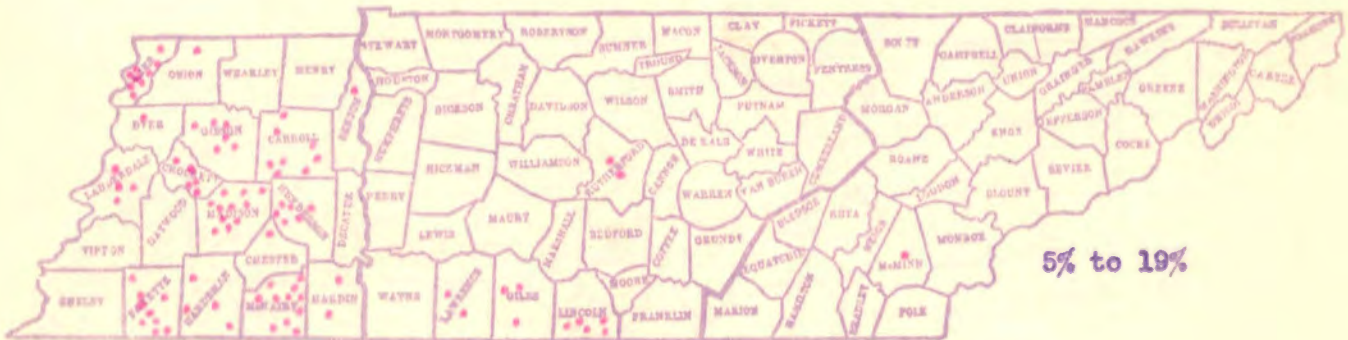 STEWART MONTGOMERY ROBERTSON SUMNER MACON CLAY PICKETT SCOTT CAMPBELL CLAIBORNE HANCOCK HAWKINS SULLIVAN JOHNSON
LAKE OBION WEAKLEY HENRY HOUSTON CHEATHAM TROUSDALE JACKSON OVERTON FENTRESS UNION GRAINGER HAMBLEN GREENE WASHINGTON CARTER
DYER GIBSON CARROLL BENTON HUMPHREYS DICKSON DAVIDSON WILSON SMITH PUTNAM MORGAN ANDERSON KNOX JEFFERSON UNICOI
LAUDERDALE CROCKETT HICKMAN WILLIAMSON RUTHERFORD CANNON DE KALB WHITE CUMBERLAND ROANE LOUDON BLOUNT SEVIER COCKE
TIPTON HAYWOOD MADISON HENDERSON DECATUR PERRY LEWIS MAURY MARSHALL BEDFORD COFFEE WARREN VAN BUREN GRUNDY BLEDSOE RHEA MEIGS MCMINN MONROE
CHESTER MOORE SEQUATCHIE
5% to 19%
SHELBY FAYETTE HARDEMAN MCNAIRY HARDIN WAYNE LAWRENCE GILES LINCOLN FRANKLIN MARION HAMILTON BRADLEY POLK